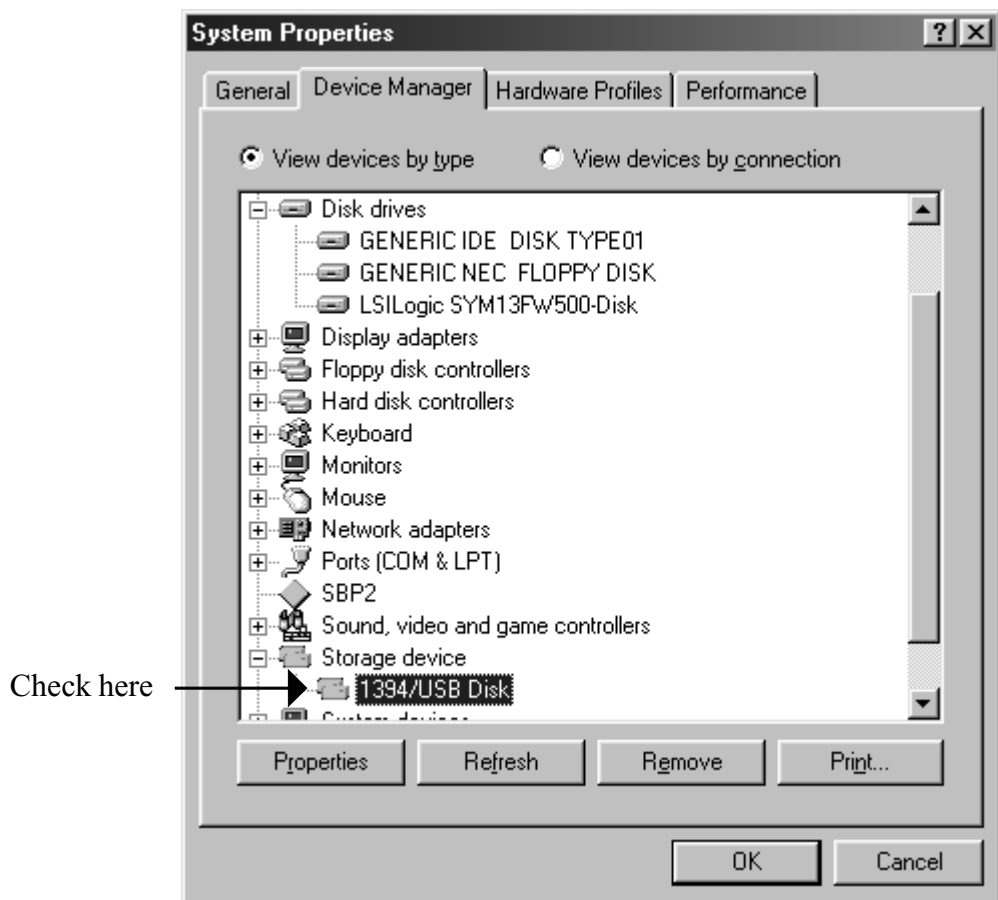 System Properties
General Device Manager Hardware Profiles Performance
View devices by type View devices by connection
Disk drives
GENERIC IDE DISK TYPE01
GENERIC NEC FLOPPY DISK
LSILogic SYM13FW500-Disk
Display adapters
Floppy disk controllers
Hard disk controllers
Keyboard
Monitors
Mouse
Network adapters
Ports (COM & LPT)
SBP2
Sound, video and game controllers
Storage device
Check here 1394/USB Disk
Properties Refresh Remove Print...
OK Cancel